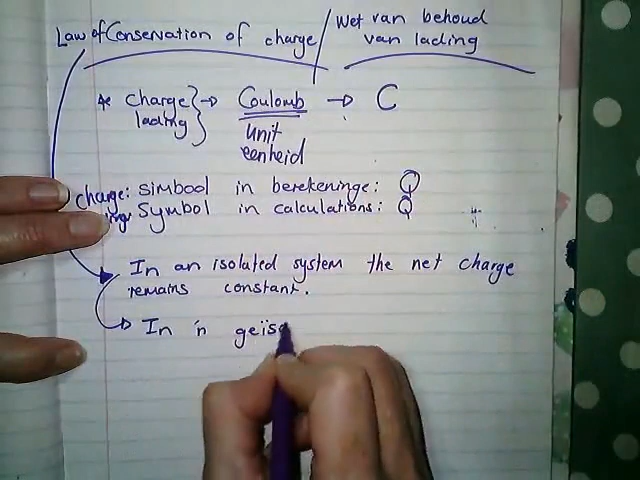 Law of Conservation of charge / Wet van behoud
van lading
* charge } → Coulomb → C
lading
unit
eenheid
charge: simbool in berekeninge: Q
symbol in calculations: Q
In an isolated system the net charge
remains constant.
In 'n geïso